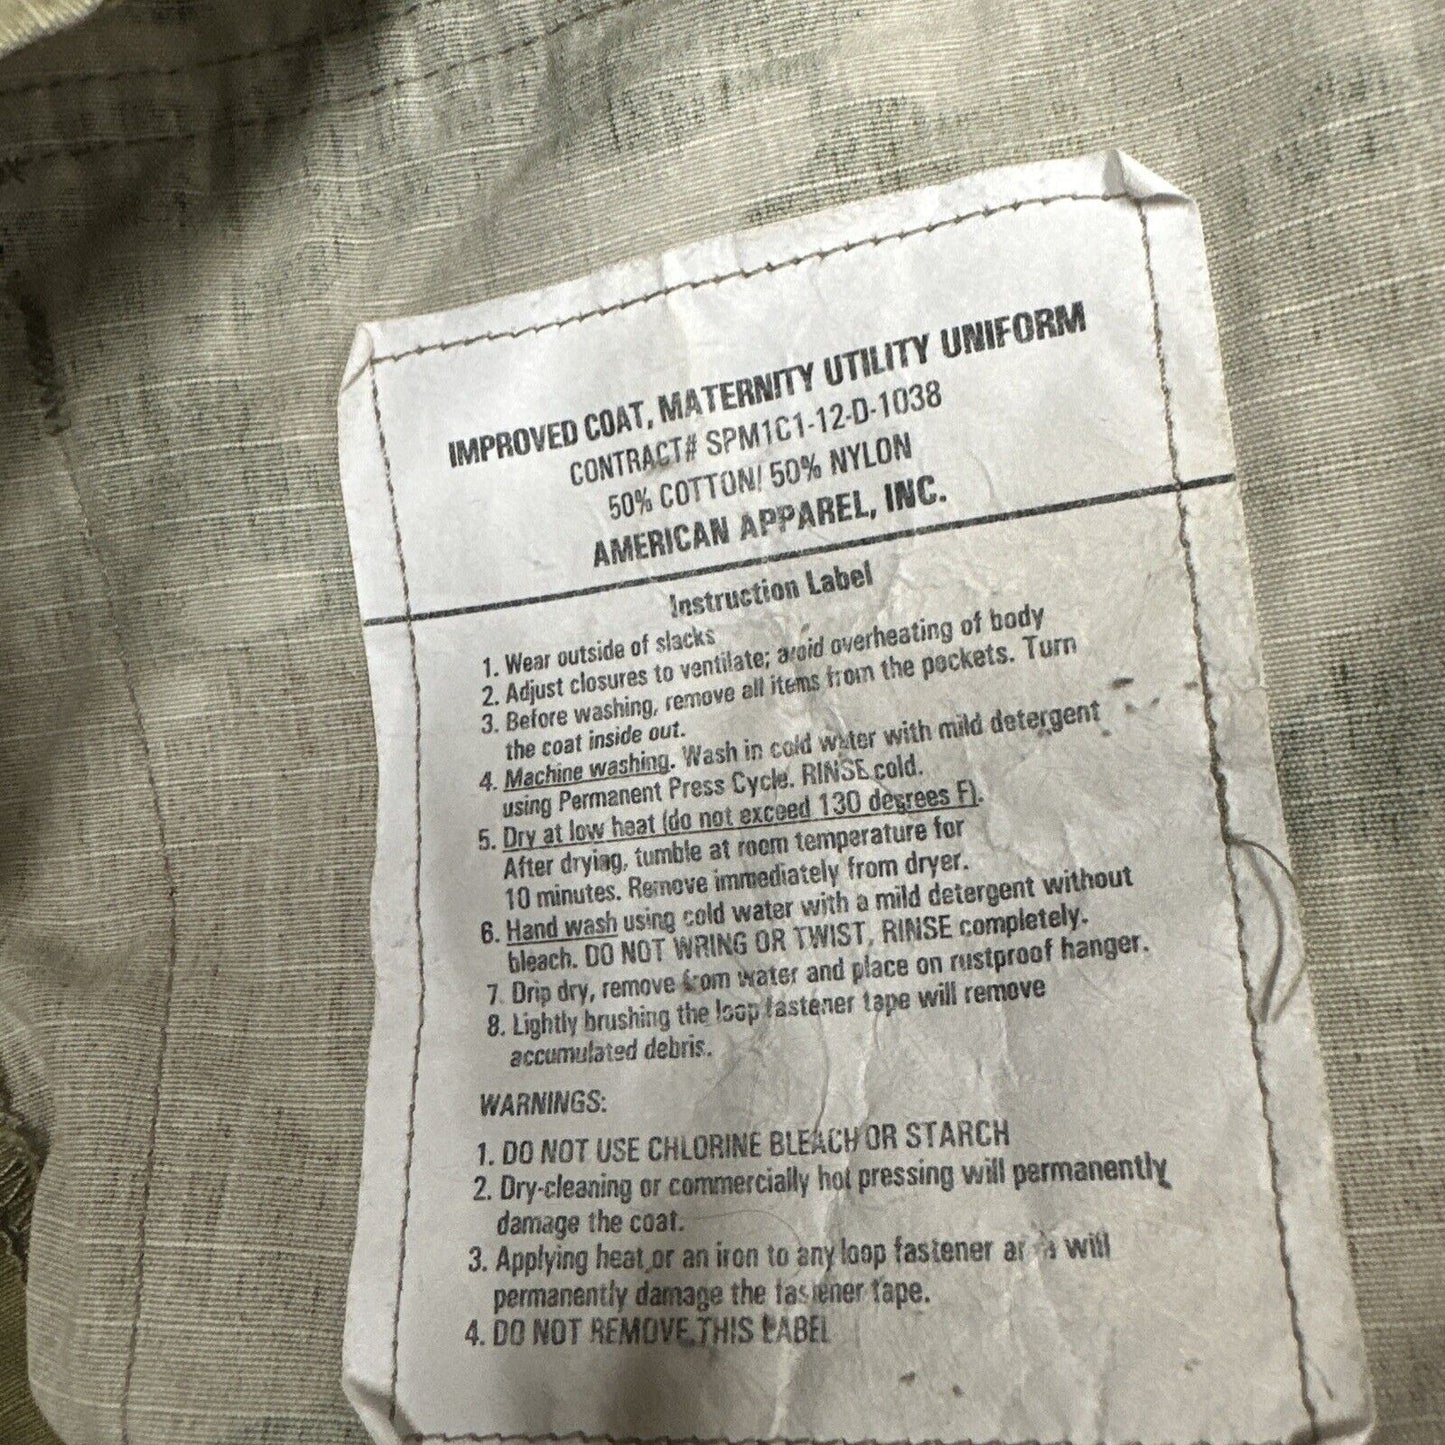 IMPROVED COAT, MATERNITY UTILITY UNIFORM
CONTRACT# SPM1C1-12-D-1038
50% COTTON/ 50% NYLON
AMERICAN APPAREL, INC.
Instruction Label
1. Wear outside of slacks
2. Adjust closures to ventilate; avoid overheating of body
3. Before washing, remove all items from the pockets. Turn
the coat inside out.
4. Machine washing. Wash in cold water with mild detergent
using Permanent Press Cycle. RINSE cold.
5. Dry at low heat (do not exceed 130 degrees F).
After drying, tumble at room temperature for
10 minutes. Remove immediately from dryer.
6. Hand wash using cold water with a mild detergent without
bleach. DO NOT WRING OR TWIST, RINSE completely.
7. Drip dry, remove from water and place on rustproof hanger.
8. Lightly brushing the loop fastener tape will remove
accumulated debris.
WARNINGS:
1. DO NOT USE CHLORINE BLEACH OR STARCH
2. Dry-cleaning or commercially hot pressing will permanently
damage the coat.
3. Applying heat or an iron to any loop fastener areas will
permanently damage the fastener tape.
4. DO NOT REMOVE THIS LABEL